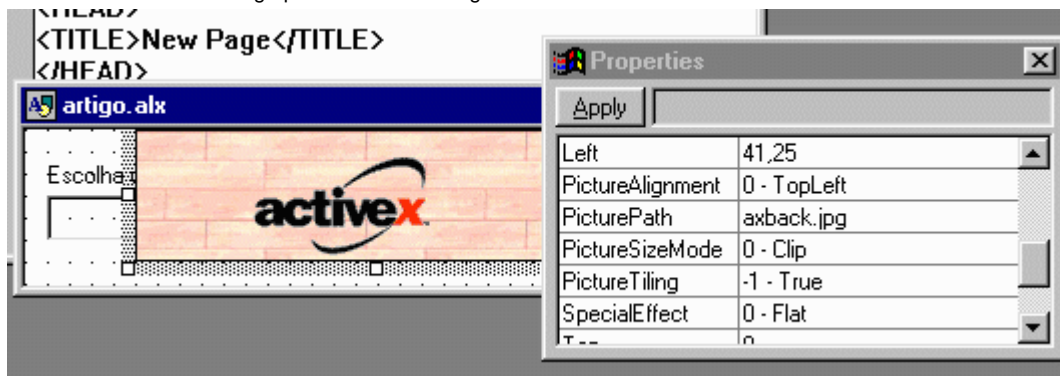 <TITLE>New Page</TITLE>
</HEAD>
artigo.alx
Escolha
activex
Properties
Apply
Left 41,25
PictureAlignment 0 - TopLeft
PicturePath axback.jpg
PictureSizeMode 0 - Clip
PictureTiling -1 - True
SpecialEffect 0 - Flat